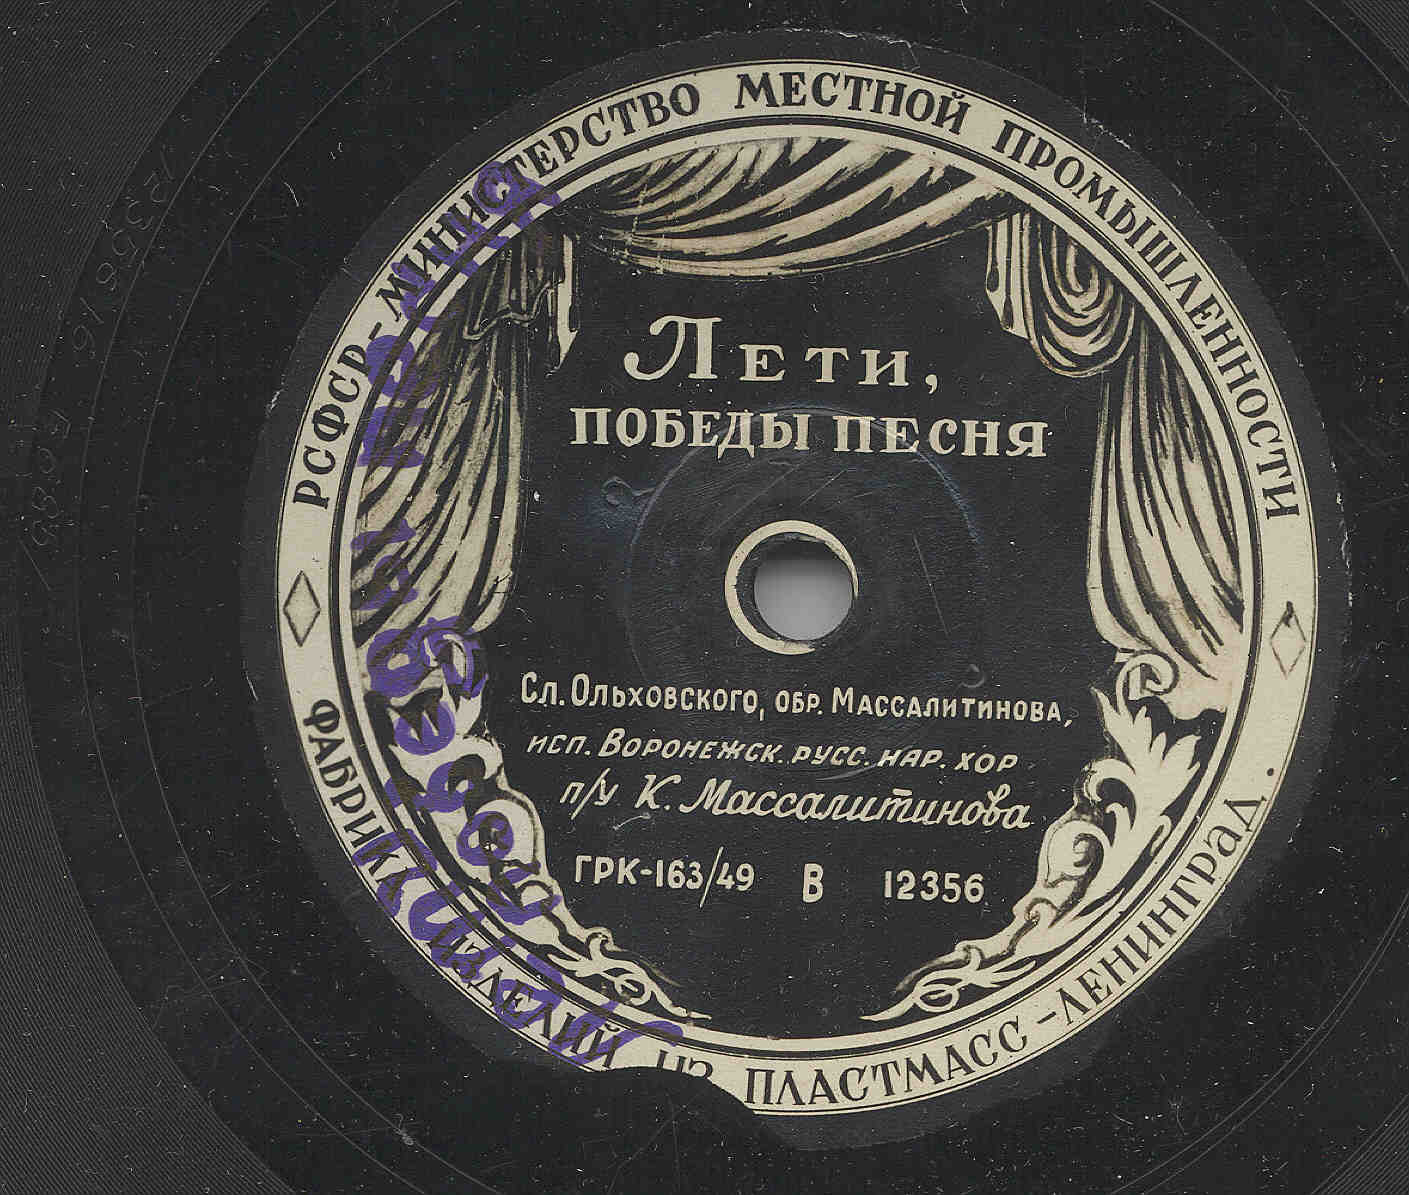 РСФСР-МИНИСТЕРСТВО МЕСТНОЙ ПРОМЫШЛЕННОСТИ
ЛЕТИ,
ПОБЕДЫ ПЕСНЯ
СЛ. ОЛЬХОВСКОГО, ОБР. МАССАЛИТИНОВА,
ИСП. ВОРОНЕЖСК. РУСС. НАР. ХОР
П/У К. Массалитинова
ГРК-163/49 В 12356
ФАБРИКА ИЗДЕЛИЙ ИЗ ПЛАСТМАСС-ЛЕНИНГРАД.